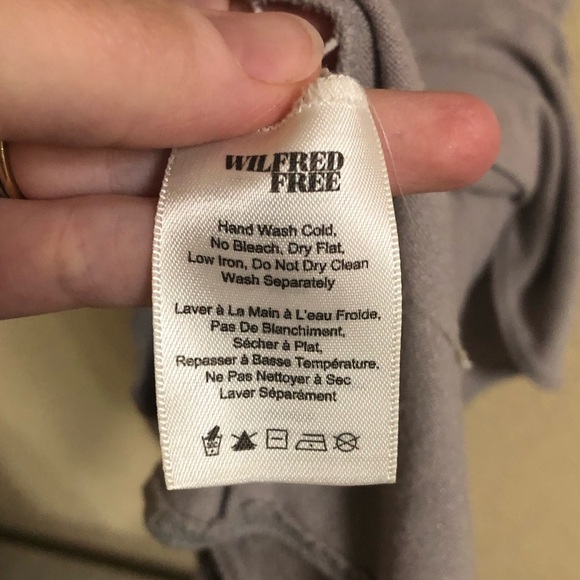 WILFRED
FREE
Hand Wash Cold,
No Bleach, Dry Flat,
Low Iron, Do Not Dry Clean
Wash Separately
Laver à La Main à L'eau Froide,
Pas De Blanchiment,
Sécher à Plat,
Repasser à Basse Température,
Ne Pas Nettoyer à Sec
Laver Séparément